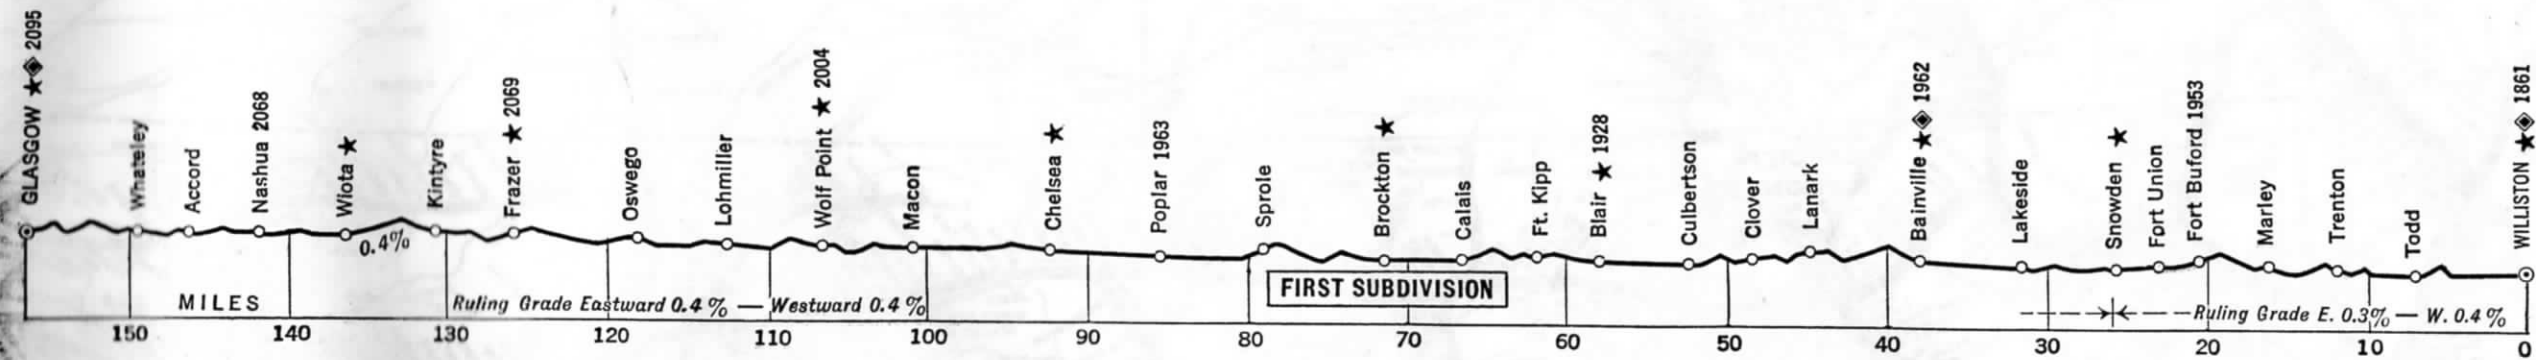 GLASGOW ★◈ 2095
Whateley
Accord
Nashua 2068
Wiota ★
Kintyre
Frazer ★ 2069
Oswego
Lohmiller
Wolf Point ★ 2004
Macon
Chelsea ★
Poplar 1963
Sprole
Brockton ★
Calais
Ft. Kipp
Blair ★ 1928
Culbertson
Clover
Lanark
Bainville ★◈ 1962
Lakeside
Snowden ★
Fort Union
Fort Buford 1953
Marley
Trenton
Todd
WILLISTON ★◈ 1861
0.4%
FIRST SUBDIVISION
MILES
Ruling Grade Eastward 0.4 % — Westward 0.4 %
Ruling Grade E. 0.3% — W. 0.4 %
150 140 130 120 110 100 90 80 70 60 50 40 30 20 10 0